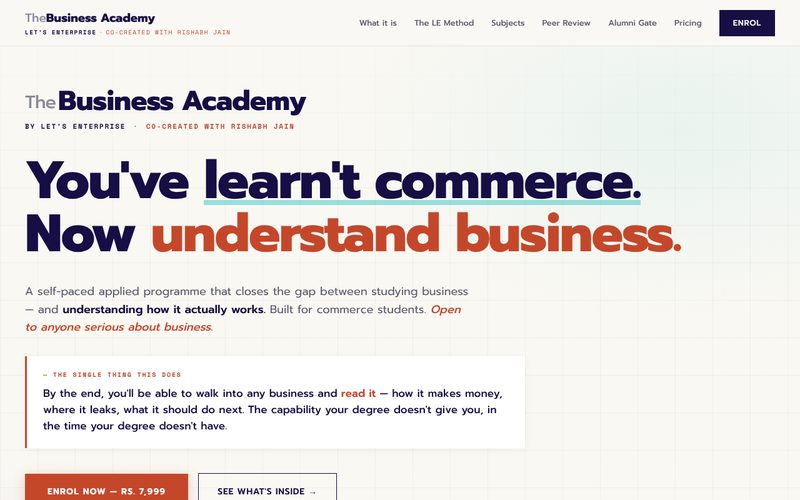 TheBusiness Academy
LET'S ENTERPRISE · CO-CREATED WITH RISHABH JAIN
What it is
The LE Method
Subjects
Peer Review
Alumni Gate
Pricing
ENROL
The Business Academy
BY LET'S ENTERPRISE · CO-CREATED WITH RISHABH JAIN
You've learn't commerce.
Now understand business.
A self-paced applied programme that closes the gap between studying business
— and understanding how it actually works. Built for commerce students. Open
to anyone serious about business.
— THE SINGLE THING THIS DOES
By the end, you'll be able to walk into any business and read it — how it makes money,
where it leaks, what it should do next. The capability your degree doesn't give you, in
the time your degree doesn't have.
ENROL NOW — RS. 7,999
SEE WHAT'S INSIDE →